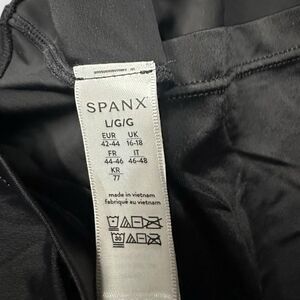 SPANX
L/G/G
EUR UK
42-44 16-18
FR IT
44-46 46-48
KR
77
made in vietnam
fabriqué au vietnam
30